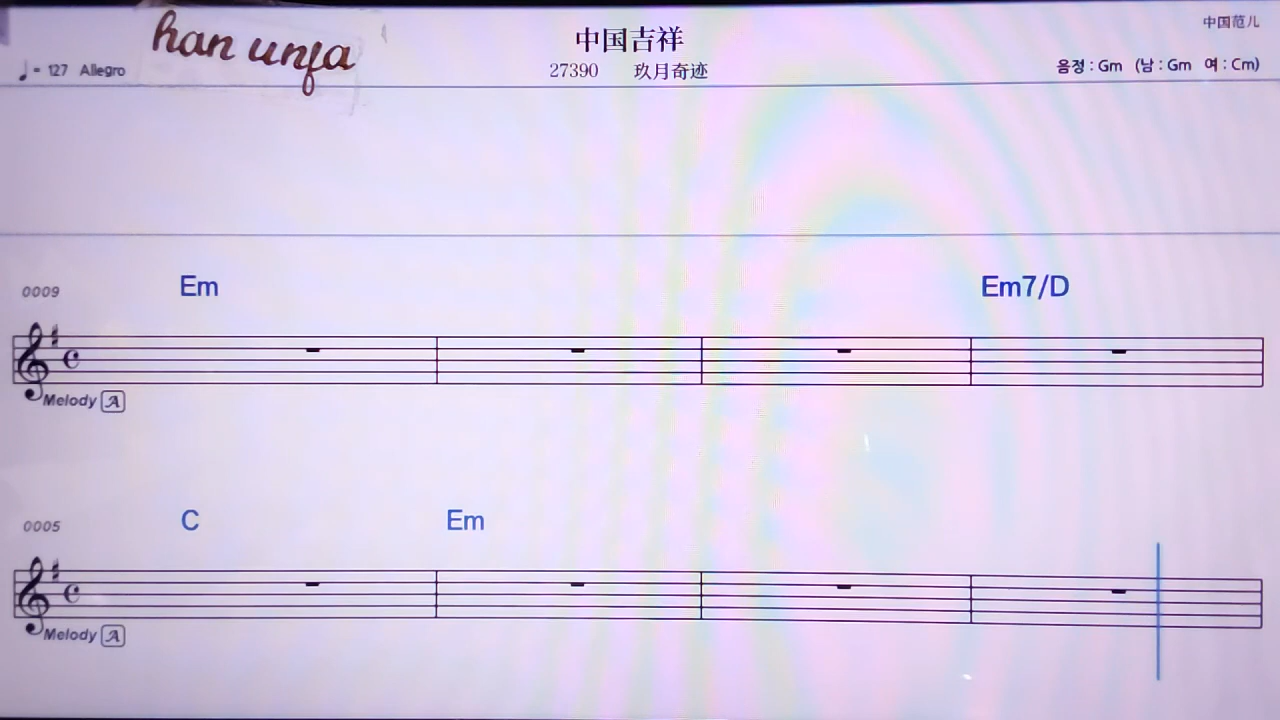 han unfa
中国吉祥
中国范儿
♩= 127 Allegro
27390 玖月奇迹
음정 : Gm (남 : Gm 여 : Cm)
0009
Em
Em7/D
Melody A
0005
C
Em
Melody A